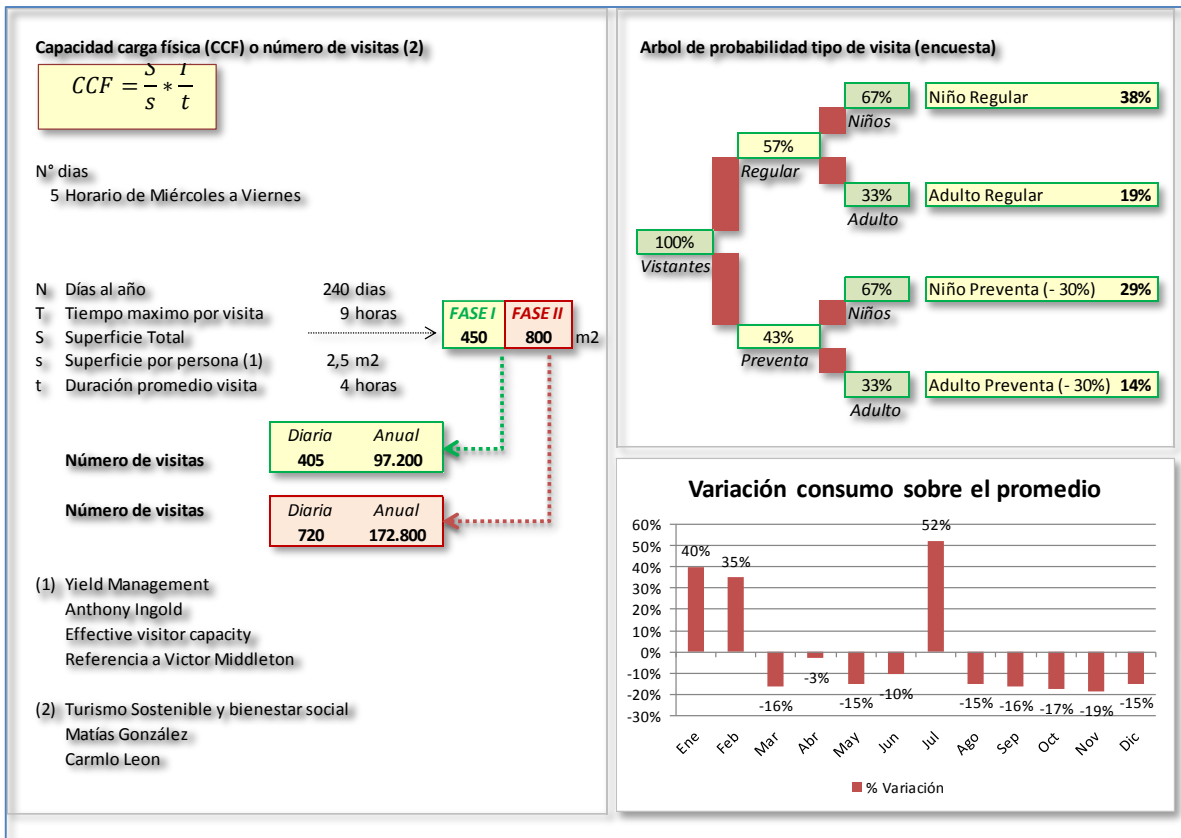 Capacidad carga física (CCF) o número de visitas (2)
CCF = S/s * T/t
N° dias
5 Horario de Miércoles a Viernes
N Días al año 240 dias
T Tiempo maximo por visita 9 horas
S Superficie Total
s Superficie por persona (1) 2,5 m2
t Duración promedio visita 4 horas
FASE I FASE II
450 800 m2
Diaria Anual
Número de visitas 405 97.200
Número de visitas Diaria Anual
720 172.800
(1) Yield Management
Anthony Ingold
Effective visitor capacity
Referencia a Victor Middleton
(2) Turismo Sostenible y bienestar social
Matías González
Carmlo Leon
Arbol de probabilidad tipo de visita (encuesta)
67% Niño Regular 38%
Niños
57%
Regular
33% Adulto Regular 19%
Adulto
100%
Vistantes
67% Niño Preventa (- 30%) 29%
Niños
43%
Preventa
33% Adulto Preventa (- 30%) 14%
Adulto
Variación consumo sobre el promedio
60%
50%
40%
30%
20%
10%
0%
-10%
-20%
-30%
40%
35%
-16%
-3%
-15%
-10%
52%
-15%
-16%
-17%
-19%
-15%
Ene Feb Mar Abr May Jun Jul Ago Sep Oct Nov Dic
% Variación